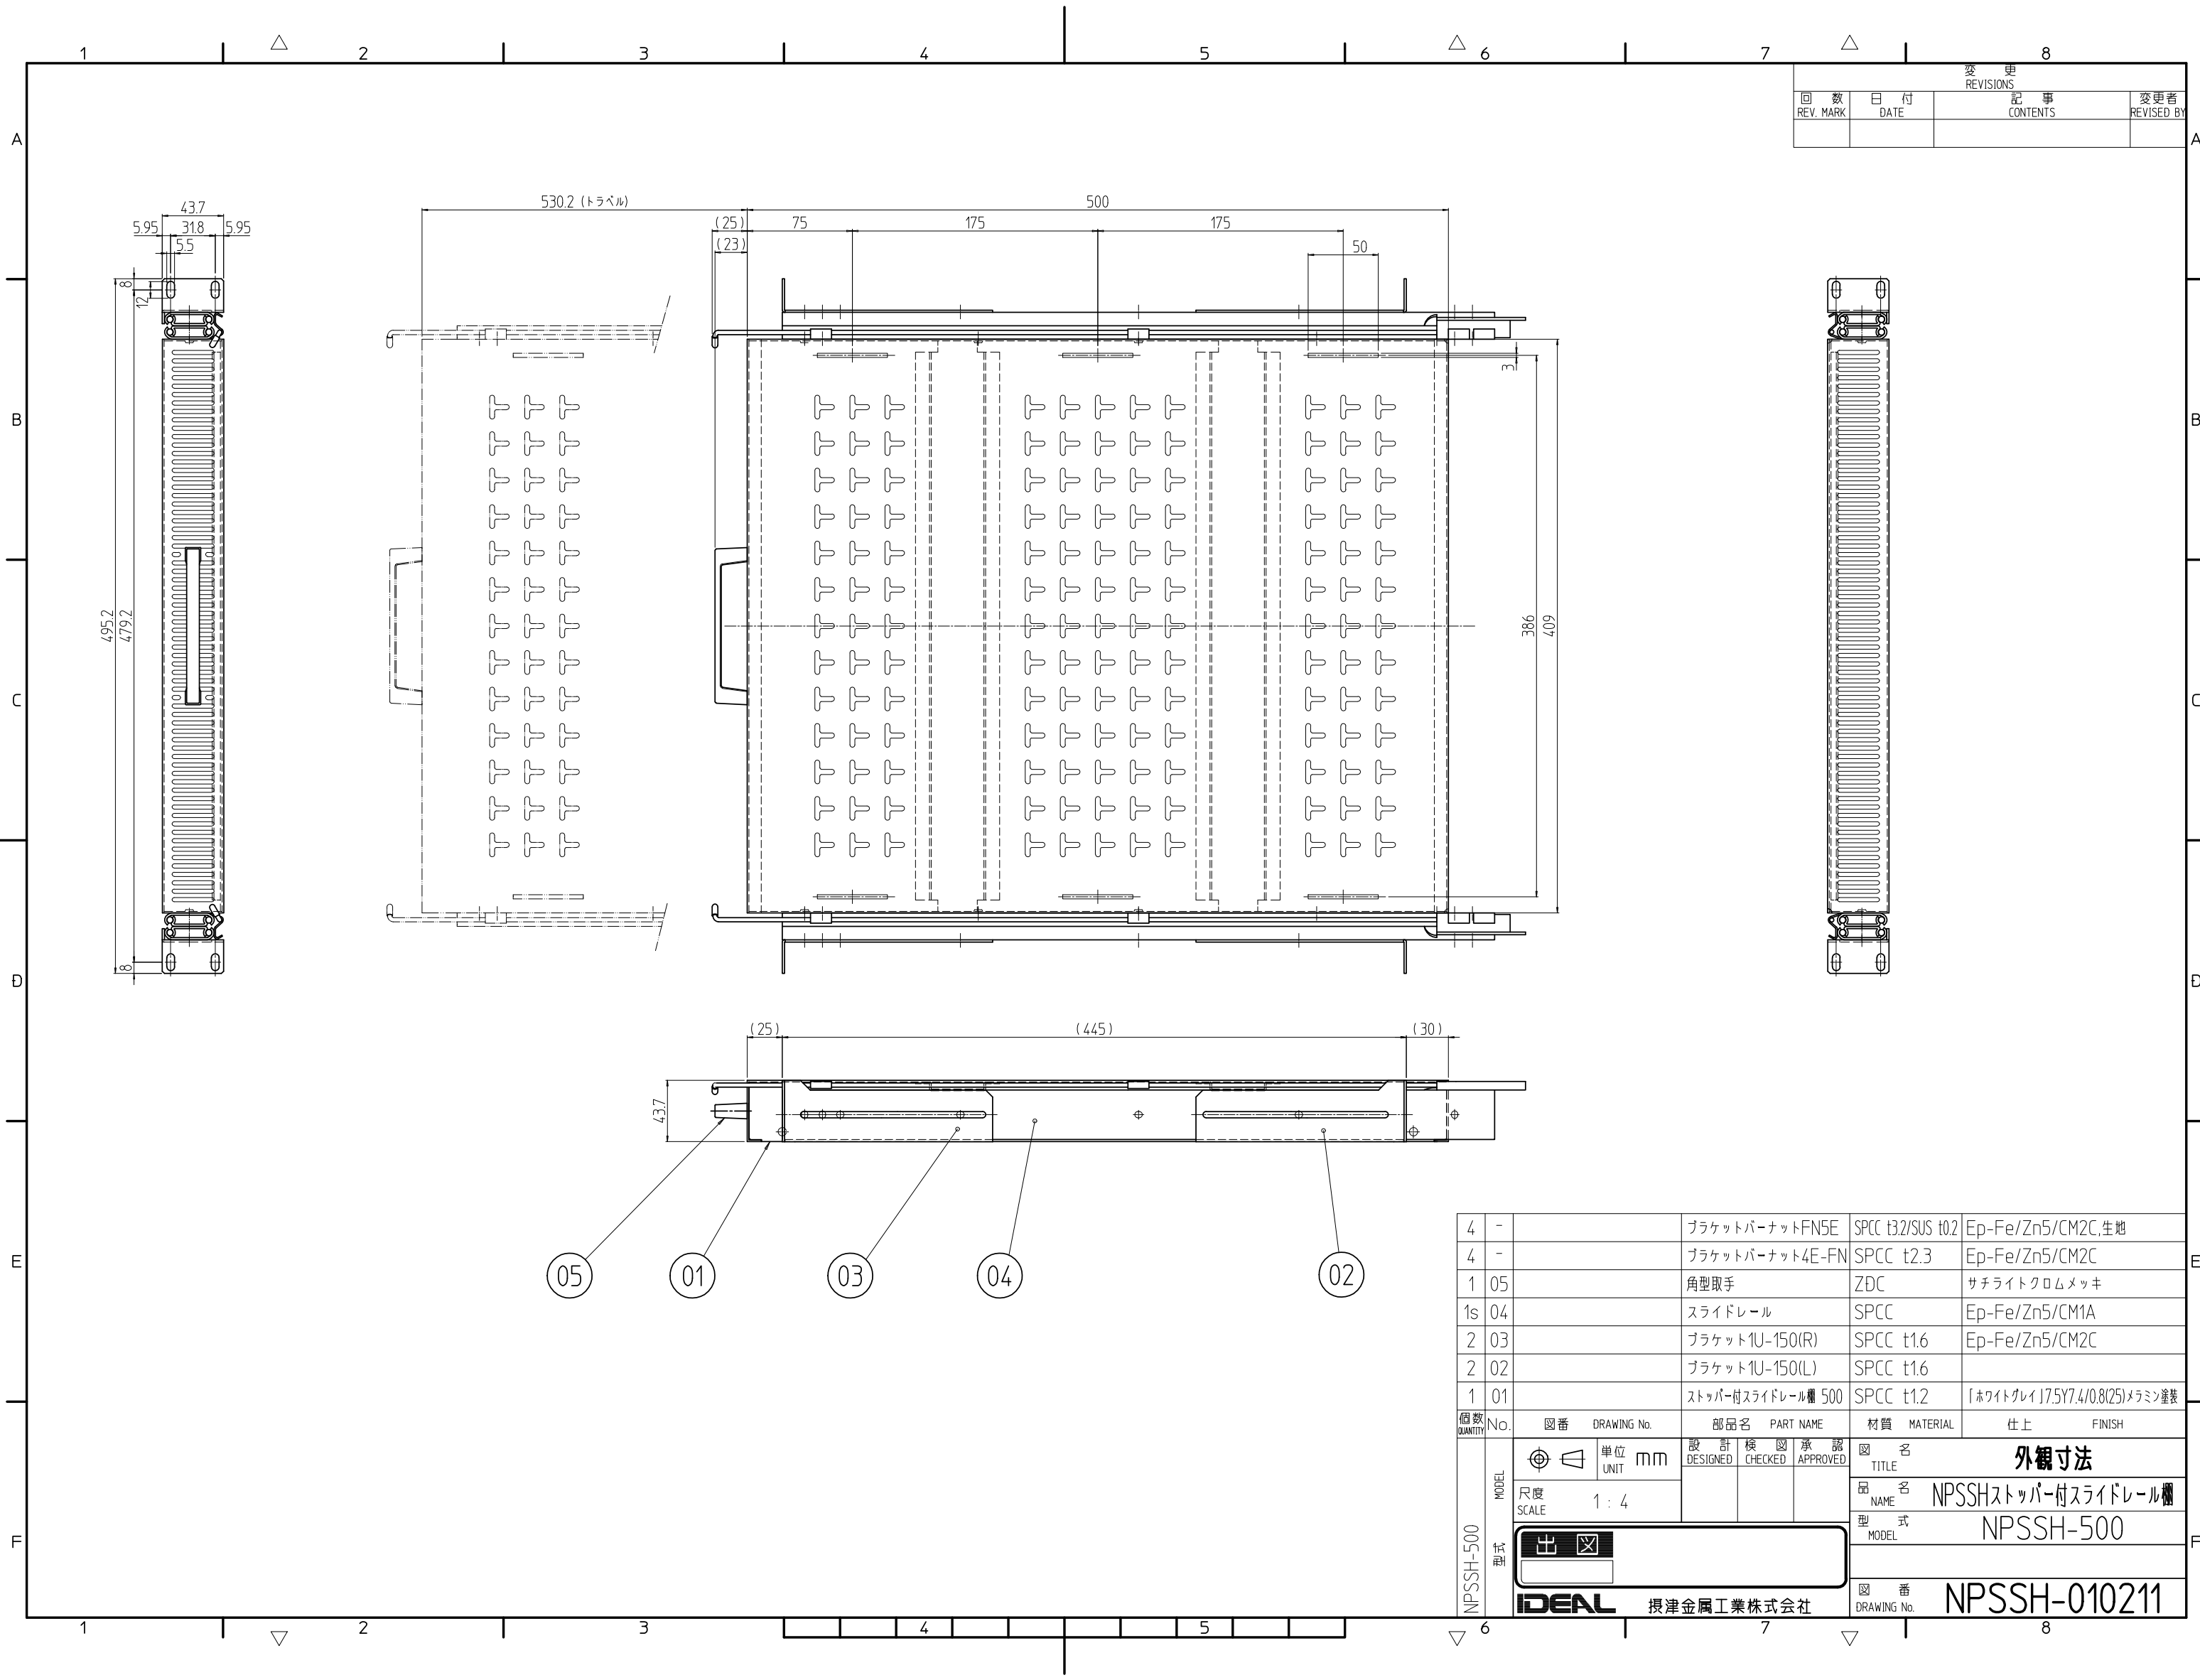 1 2 3 4 5 6 7 8
変 更
REVISIONS
回 数 日 付 記 事 変更者
REV. MARK DATE CONTENTS REVISED BY
A A
43.7
5.95 31.8 5.95
5.5
8
12
495.2
479.2
8
530.2 (トラベル) 500
(25) 75 175 175
(23) 50
3
386
409
B B
C C
D D
(25) (445) (30)
43.7
05 01 03 04 02
E E
4 - ブラケットバーナットFN5E SPCC t3.2/SUS t0.2 Ep-Fe/Zn5/CM2C,生地
4 - ブラケットバーナット4E-FN SPCC t2.3 Ep-Fe/Zn5/CM2C
1 05 角型取手 ZDC サチライトクロムメッキ
1s 04 スライドレール SPCC Ep-Fe/Zn5/CM1A
2 03 ブラケット1U-150(R) SPCC t1.6 Ep-Fe/Zn5/CM2C
2 02 ブラケット1U-150(L) SPCC t1.6
1 01 ストッパー付スライドレール棚 500 SPCC t1.2 「ホワイトグレイ」7.5Y7.4/0.8(25)メラミン塗装
個数 No. 図番 DRAWING No. 部品名 PART NAME 材質 MATERIAL 仕上 FINISH
QUANTITY
NPSSH-500
型式 MODEL
単位 mm
UNIT
設 計 検 図 承 認
DESIGNED CHECKED APPROVED
尺度
SCALE 1 : 4
図 名
TITLE 外観寸法
品 名
NAME NPSSHストッパー付スライドレール棚
型 式
MODEL NPSSH-500
出 図
IDEAL 摂津金属工業株式会社
図 番
DRAWING No. NPSSH-010211
F F
1 2 3 4 5 6 7 8